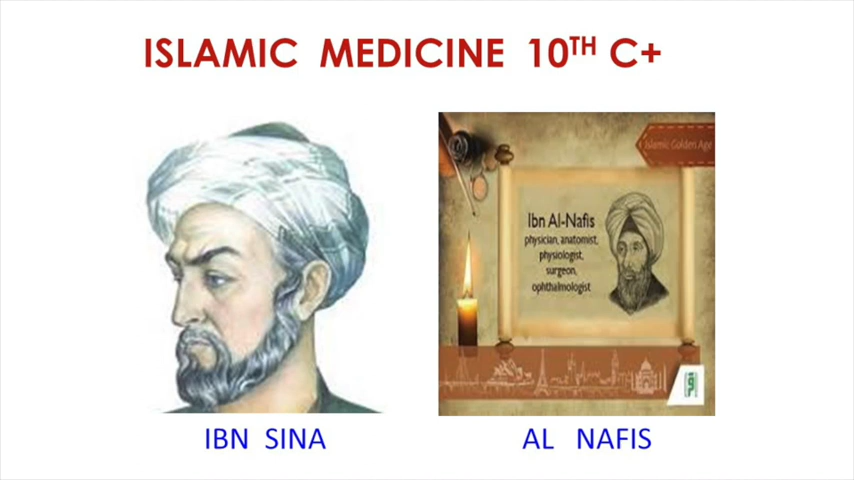 ISLAMIC MEDICINE 10TH C+
Islamic Golden Age
Ibn Al-Nafis
physician, anatomist,
physiologist,
surgeon,
ophthalmologist
IBN SINA
AL NAFIS